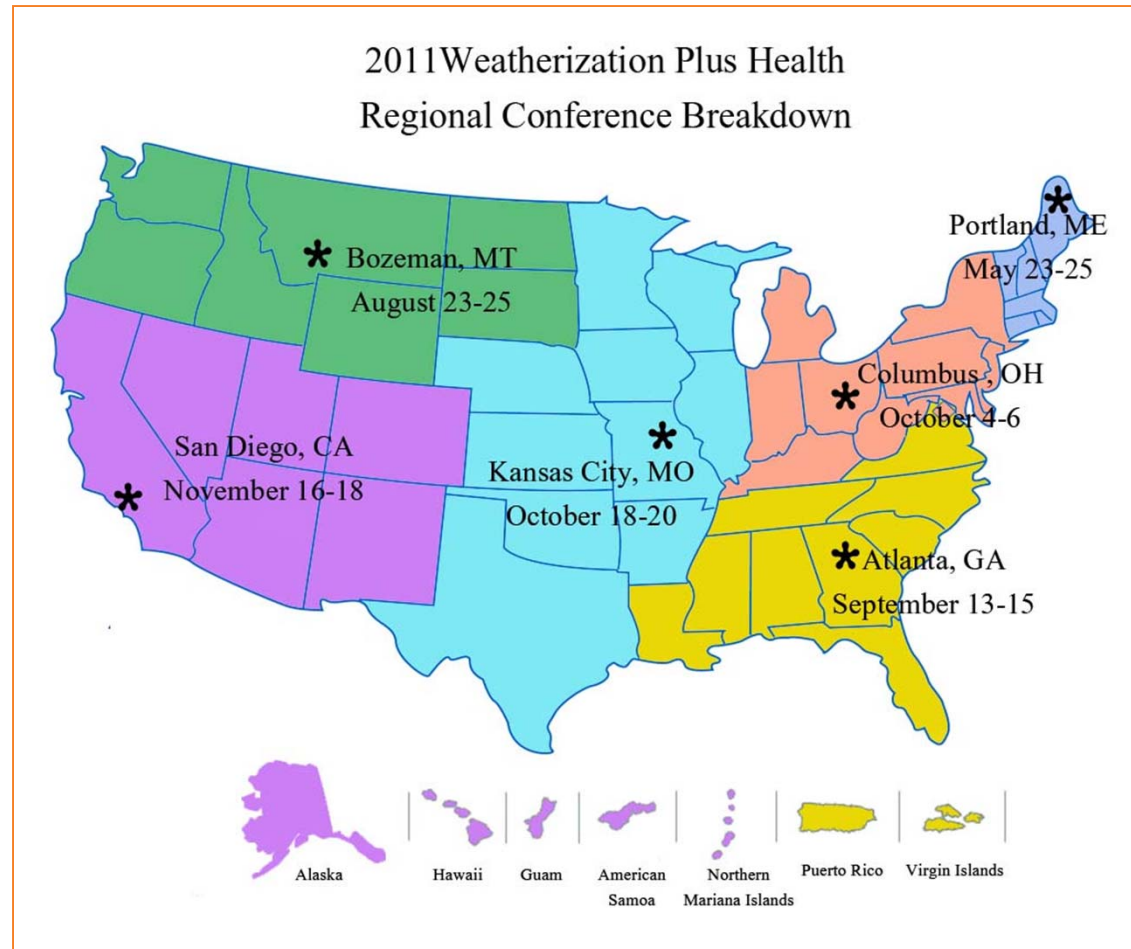 2011Weatherization Plus Health
Regional Conference Breakdown
Portland, ME
May 23-25
Bozeman, MT
August 23-25
Columbus , OH
October 4-6
San Diego, CA
November 16-18
Kansas City, MO
October 18-20
Atlanta, GA
September 13-15
Alaska
Hawaii
Guam
American
Samoa
Northern
Mariana Islands
Puerto Rico
Virgin Islands